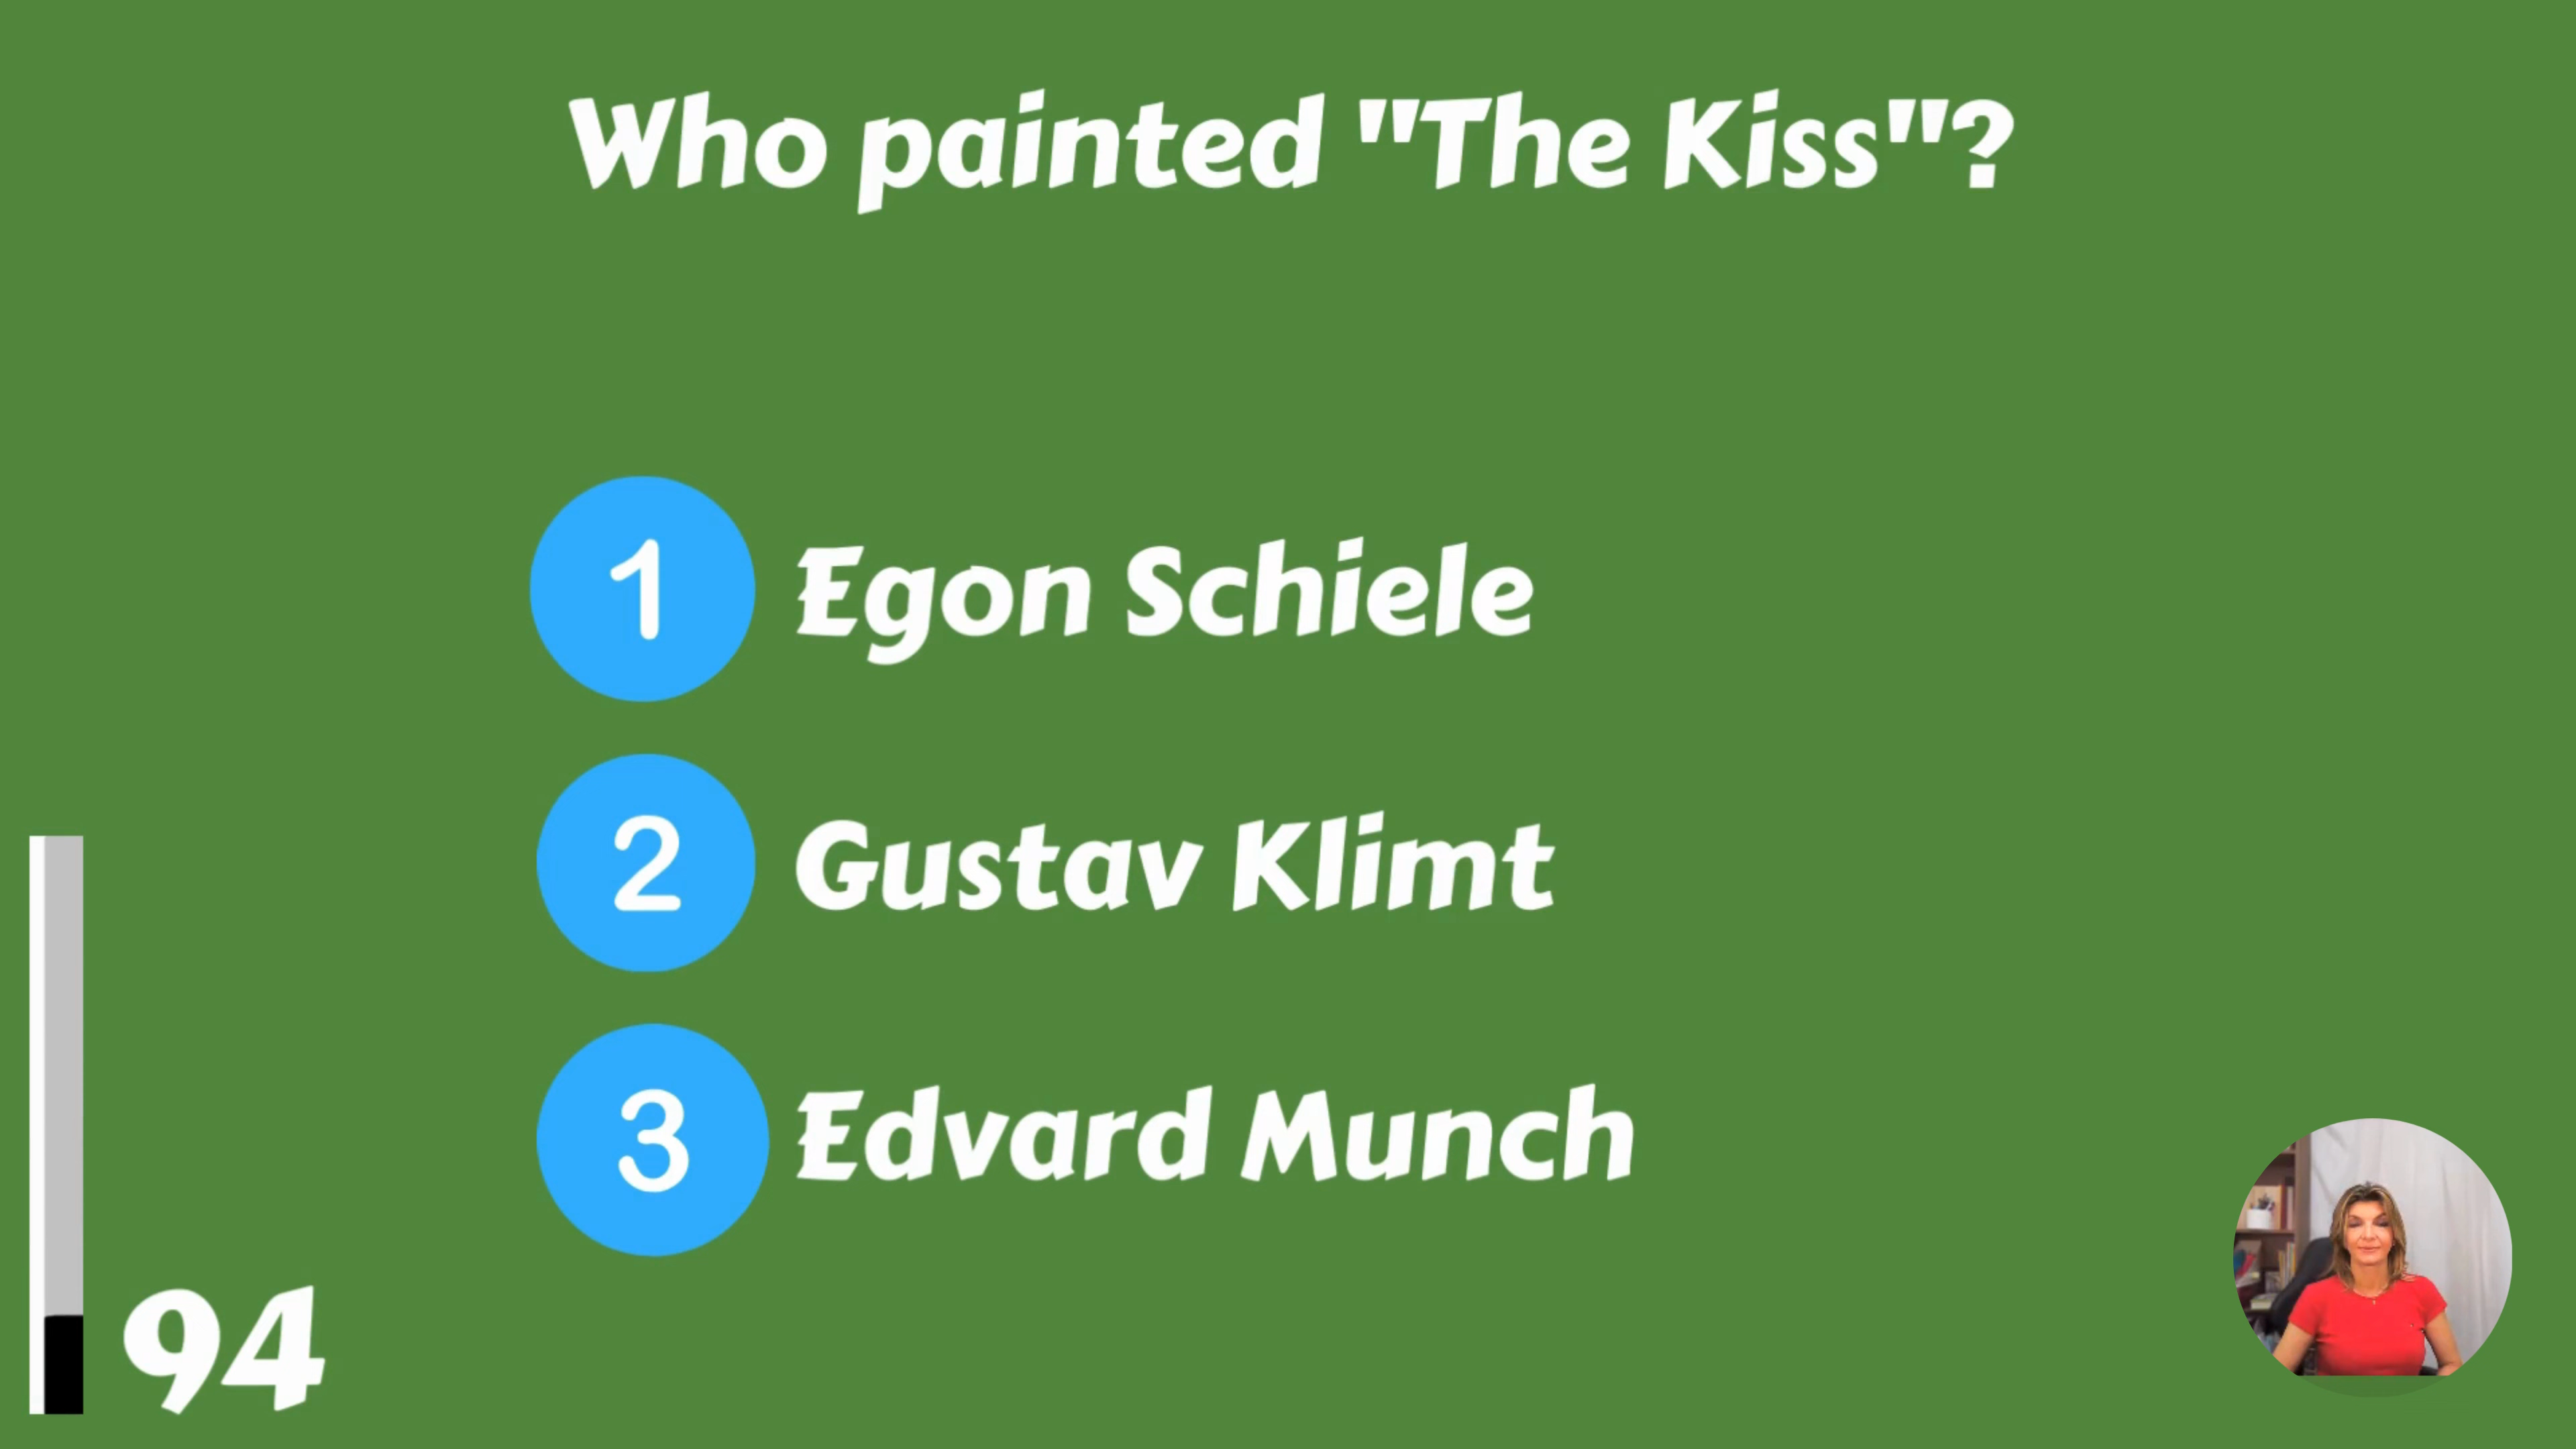 Who painted "The Kiss"?
1 Egon Schiele
2 Gustav Klimt
3 Edvard Munch
94